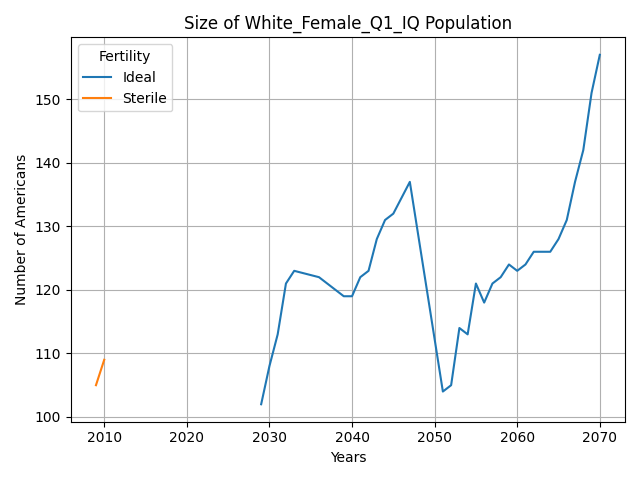 Size of White_Female_Q1_IQ Population
Fertility
Ideal
Sterile
Number of Americans
150
140
130
120
110
100
2010 2020 2030 2040 2050 2060 2070
Years